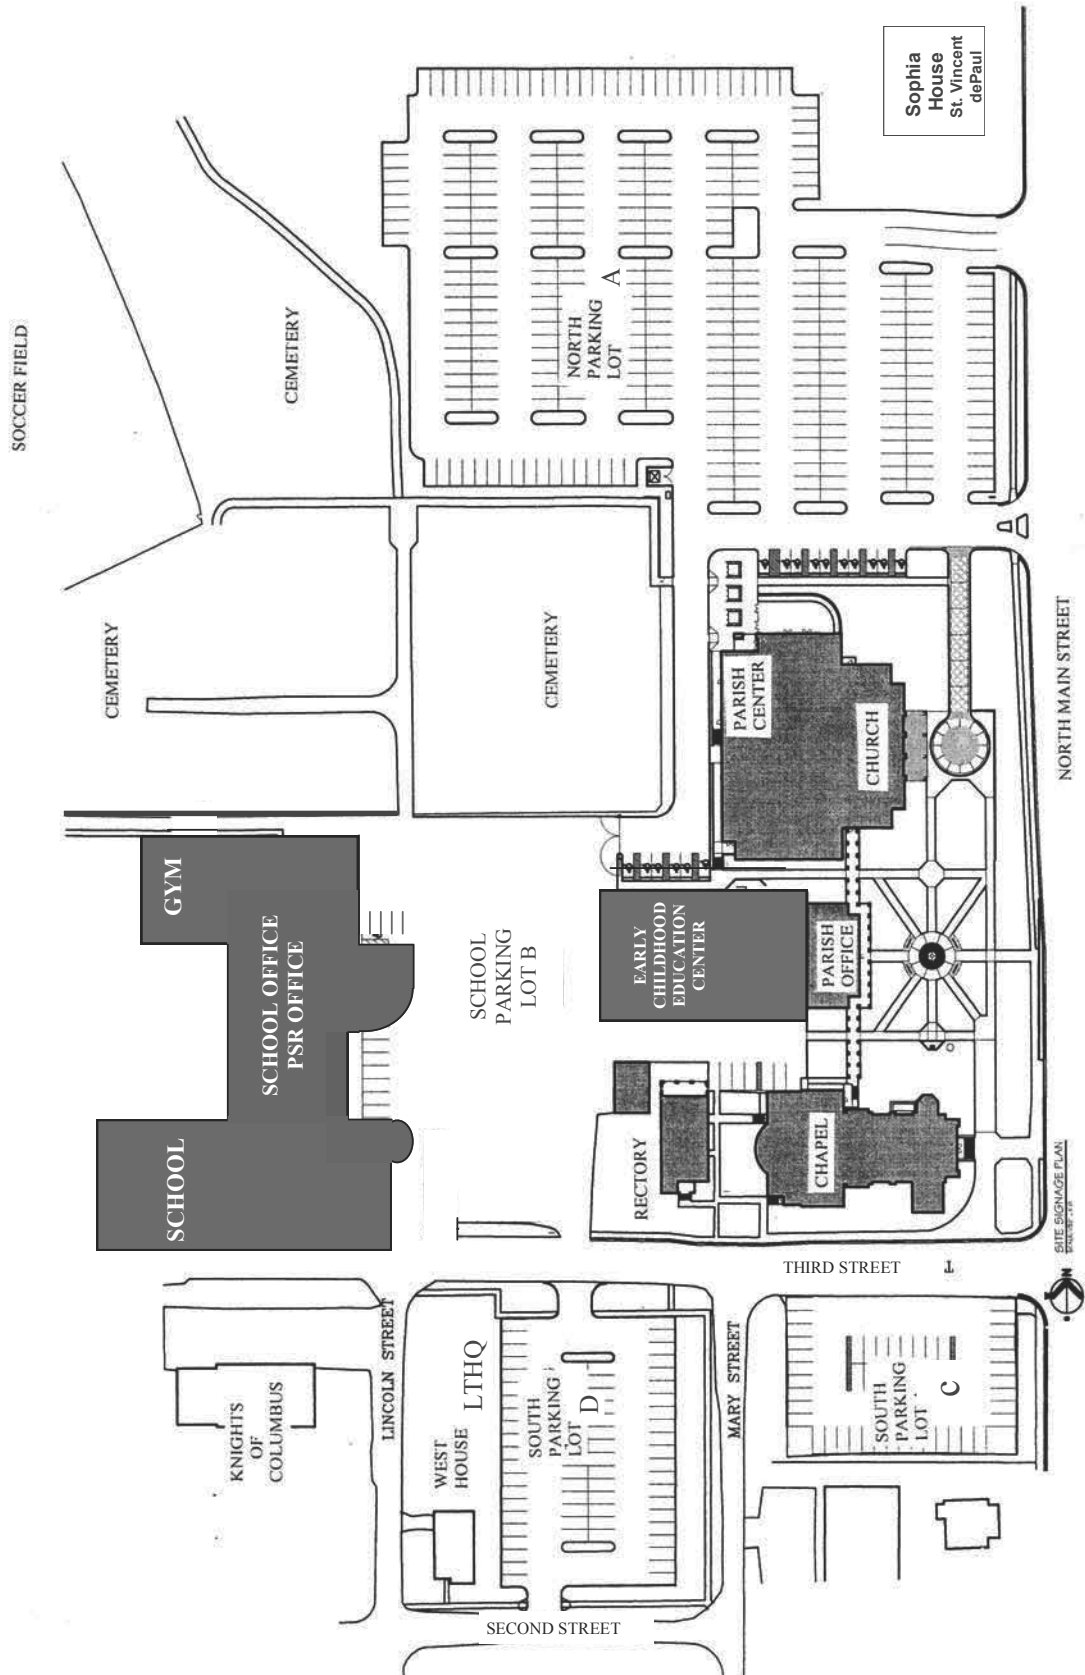 Sophia
House
St. Vincent
dePaul
SOCCER FIELD
CEMETERY
NORTH
PARKING
LOT
A
CEMETERY
CEMETERY
PARISH
CENTER
CHURCH
NORTH MAIN STREET
GYM
SCHOOL OFFICE
PSR OFFICE
SCHOOL
PARKING
LOT B
EARLY
CHILDHOOD
EDUCATION
CENTER
PARISH
OFFICE
SCHOOL
RECTORY
CHAPEL
SITE SIGNAGE PLAN
THIRD STREET
N
LINCOLN STREET
KNIGHTS
OF
COLUMBUS
LTHQ
WEST
HOUSE
SOUTH
PARKING
LOT
D
MARY STREET
SOUTH
PARKING
LOT
C
SECOND STREET